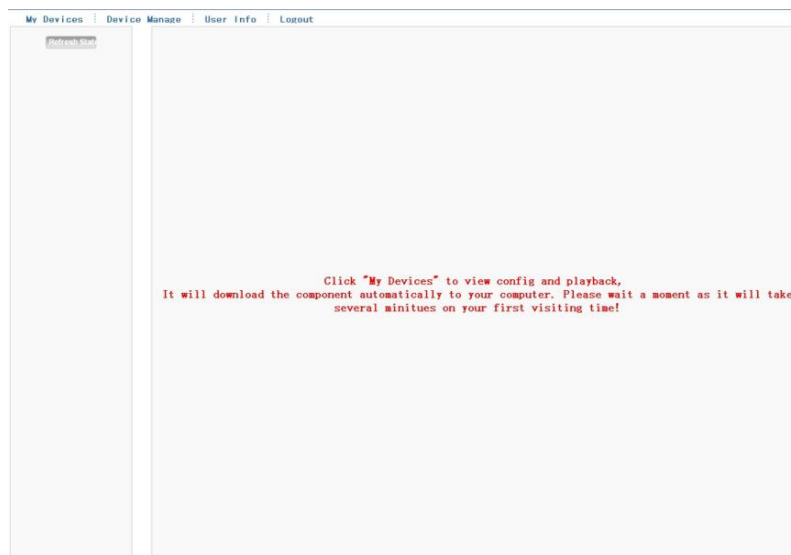 My Devices Device Manage User Info Logout
Refresh State
Click "My Devices" to view config and playback,
It will download the component automatically to your computer. Please wait a moment as it will take
several minitues on your first visiting time!